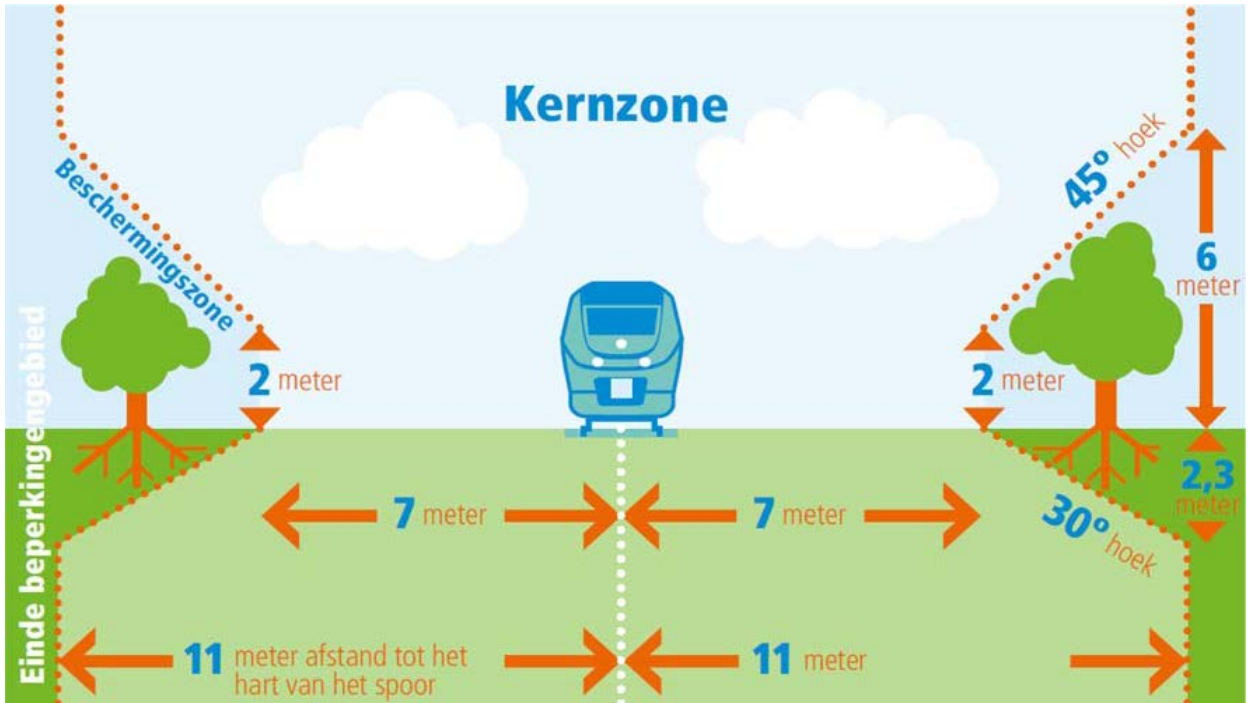 Kernzone
Beschermingszone
45° hoek
6
meter
2 meter
2 meter
2,3
meter
7 meter
7 meter
30° hoek
Einde beperkingengebied
11 meter afstand tot het
hart van het spoor
11 meter